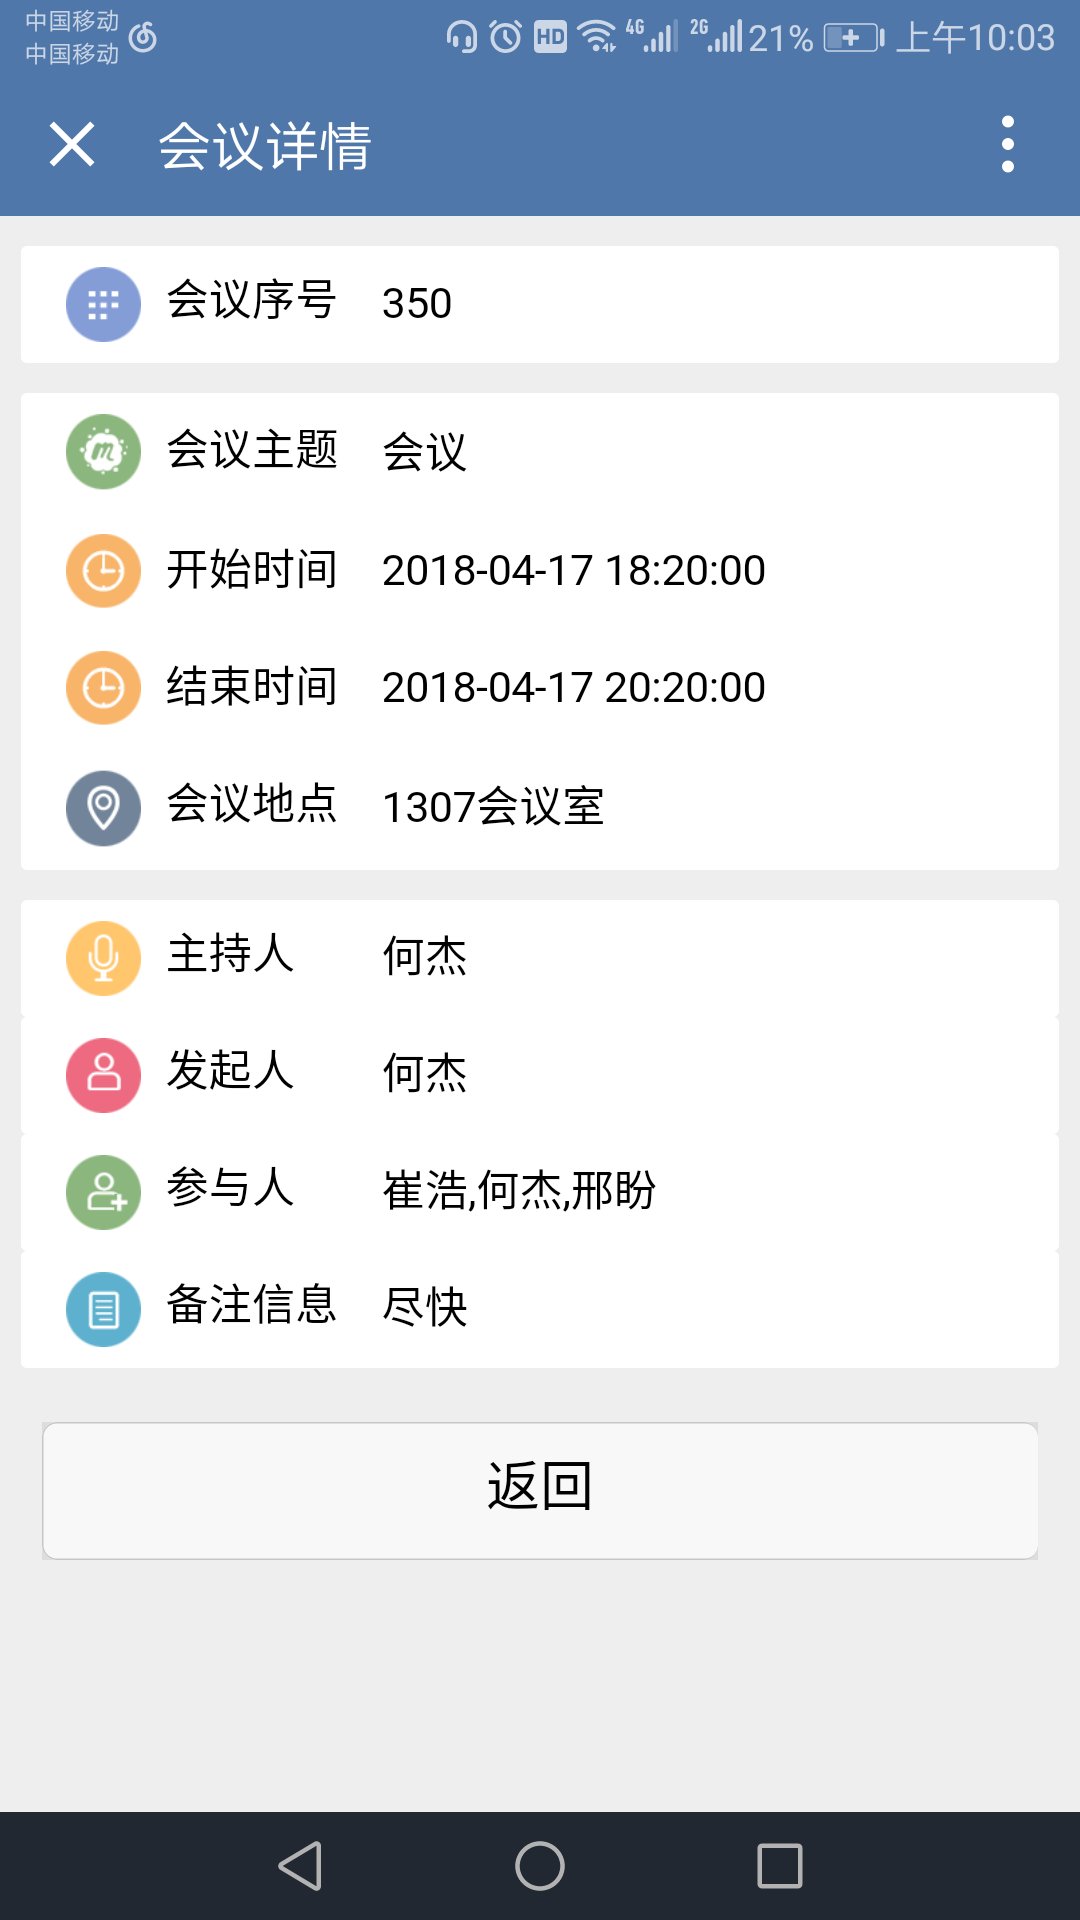 中国移动
中国移动
HD 4G 2G 21% 上午10:03
会议详情
会议序号 350
会议主题 会议
开始时间 2018-04-17 18:20:00
结束时间 2018-04-17 20:20:00
会议地点 1307会议室
主持人 何杰
发起人 何杰
参与人 崔浩,何杰,邢盼
备注信息 尽快
返回